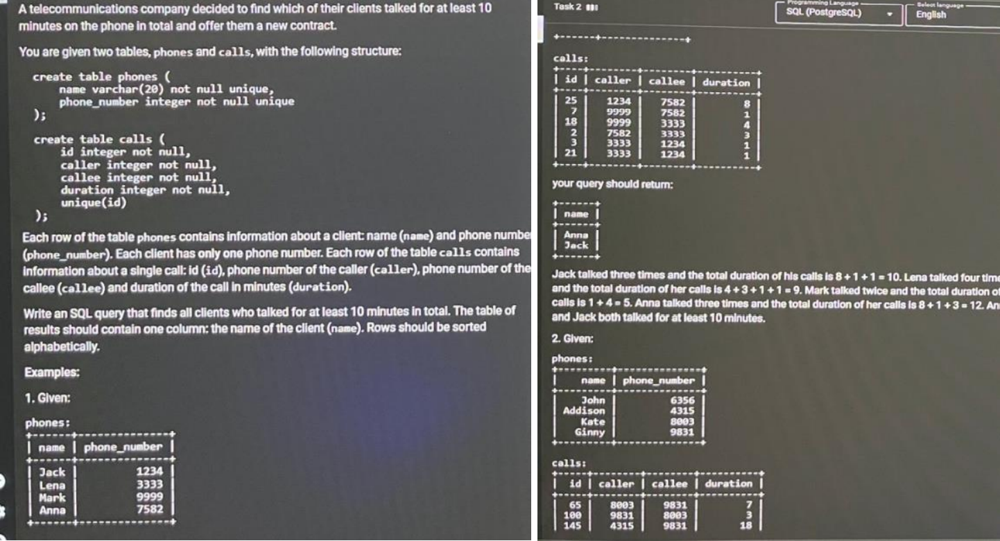 A telecommunications company decided to find which of their clients talked for at least 10
minutes on the phone in total and offer them a new contract.
You are given two tables, phones and calls, with the following structure:
create table phones (
name varchar(20) not null unique,
phone_number integer not null unique
);
create table calls (
id integer not null,
caller integer not null,
callee integer not null,
duration integer not null,
unique(id)
);
Each row of the table phones contains information about a client: name (name) and phone number
(phone_number). Each client has only one phone number. Each row of the table calls contains
information about a single call: id (id), phone number of the caller (caller), phone number of the
callee (callee) and duration of the call in minutes (duration).
Write an SQL query that finds all clients who talked for at least 10 minutes in total. The table of
results should contain one column: the name of the client (name). Rows should be sorted
alphabetically.
Examples:
1. Given:
phones:
| name | phone_number |
| Jack | 1234 |
| Lena | 3333 |
| Mark | 9999 |
| Anna | 7582 |
Task 2
Programming Language
SQL (PostgreSQL)
Select language
English
calls:
| id | caller | callee | duration |
| 25 | 1234 | 7582 | 8 |
| 7 | 9999 | 7582 | 1 |
| 18 | 9999 | 3333 | 4 |
| 2 | 7582 | 3333 | 3 |
| 3 | 3333 | 1234 | 1 |
| 21 | 3333 | 1234 | 1 |
your query should return:
| name |
| Anna |
| Jack |
Jack talked three times and the total duration of his calls is 8 + 1 + 1 = 10. Lena talked four time
and the total duration of her calls is 4 + 3 + 1 + 1 = 9. Mark talked twice and the total duration of
calls is 1 + 4 = 5. Anna talked three times and the total duration of her calls is 8 + 1 + 3 = 12. An
and Jack both talked for at least 10 minutes.
2. Given:
phones:
| name | phone_number |
| John | 6356 |
| Addison | 4315 |
| Kate | 8003 |
| Ginny | 9831 |
calls:
| id | caller | callee | duration |
| 65 | 8003 | 9831 | 7 |
| 100 | 9831 | 8003 | 3 |
| 145 | 4315 | 9831 | 18 |